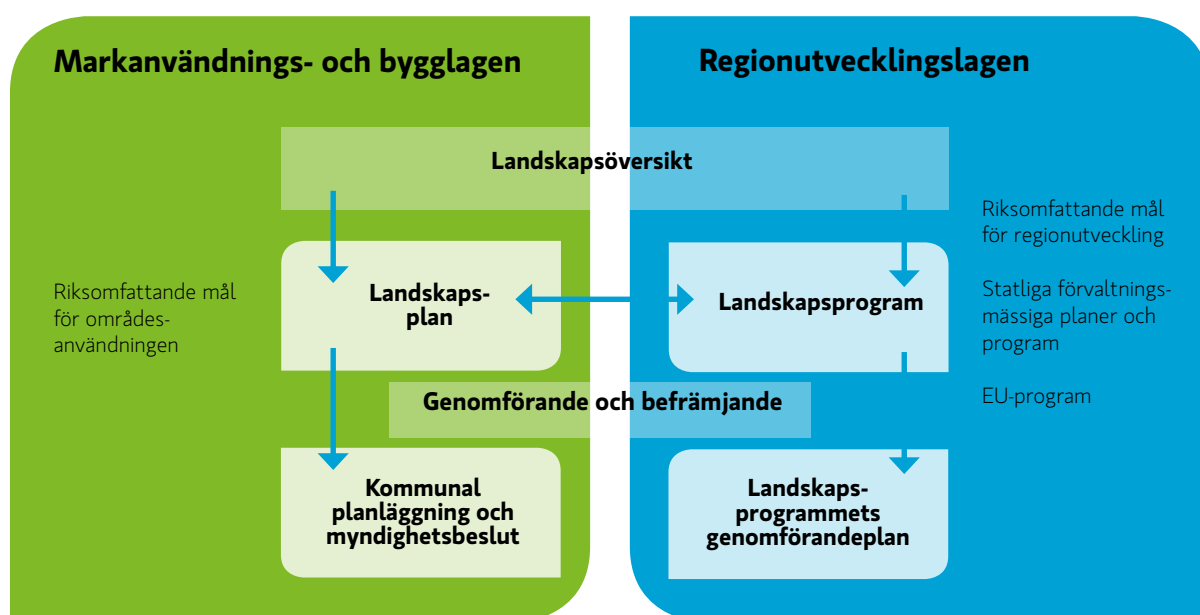 Markanvändnings- och bygglagen
Regionutvecklingslagen
Landskapsöversikt
Riksomfattande mål
för områdes-
användningen
Landskaps-
plan
Landskapsprogram
Riksomfattande mål
för regionutveckling
Statliga förvaltnings-
mässiga planer och
program
EU-program
Genomförande och befrämjande
Kommunal
planläggning och
myndighetsbeslut
Landskaps-
programmets
genomförandeplan